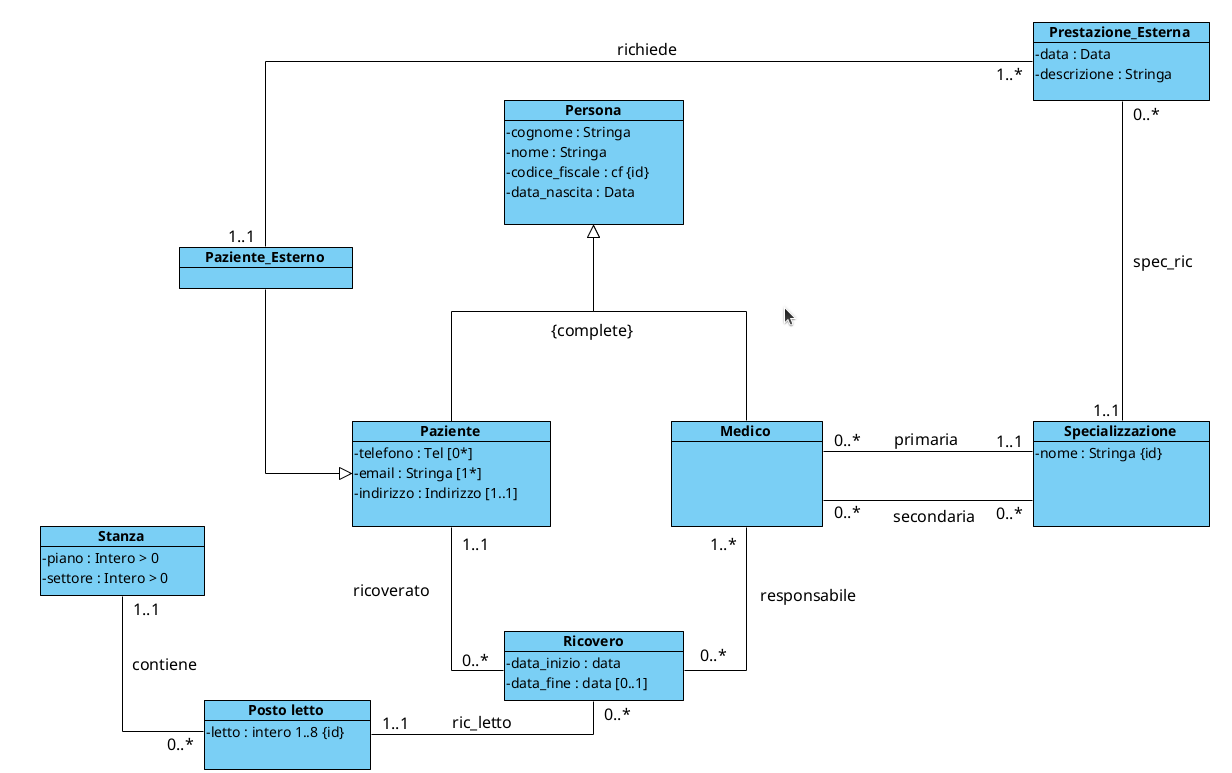 richiede
Prestazione_Esterna
-data : Data
-descrizione : Stringa
1..*
0..*
Persona
-cognome : Stringa
-nome : Stringa
-codice_fiscale : cf {id}
-data_nascita : Data
1..1
Paziente_Esterno
spec_ric
{complete}
1..1
Paziente
-telefono : Tel [0*]
-email : Stringa [1*]
-indirizzo : Indirizzo [1..1]
Medico
0..*
primaria
1..1
Specializzazione
-nome : Stringa {id}
0..*
secondaria
0..*
Stanza
-piano : Intero > 0
-settore : Intero > 0
1..1
1..*
ricoverato
responsabile
1..1
contiene
Ricovero
-data_inizio : data
-data_fine : data [0..1]
0..*
0..*
Posto letto
-letto : intero 1..8 {id}
0..*
1..1
ric_letto
0..*